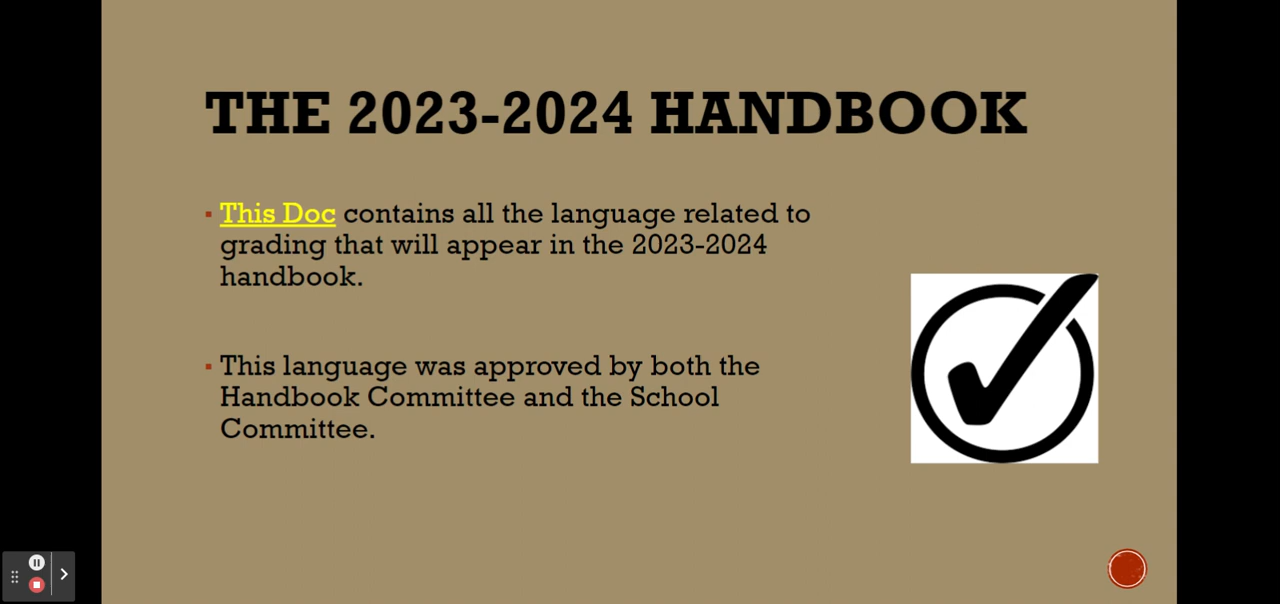 THE 2023-2024 HANDBOOK
This Doc contains all the language related to
grading that will appear in the 2023-2024
handbook.
This language was approved by both the
Handbook Committee and the School
Committee.